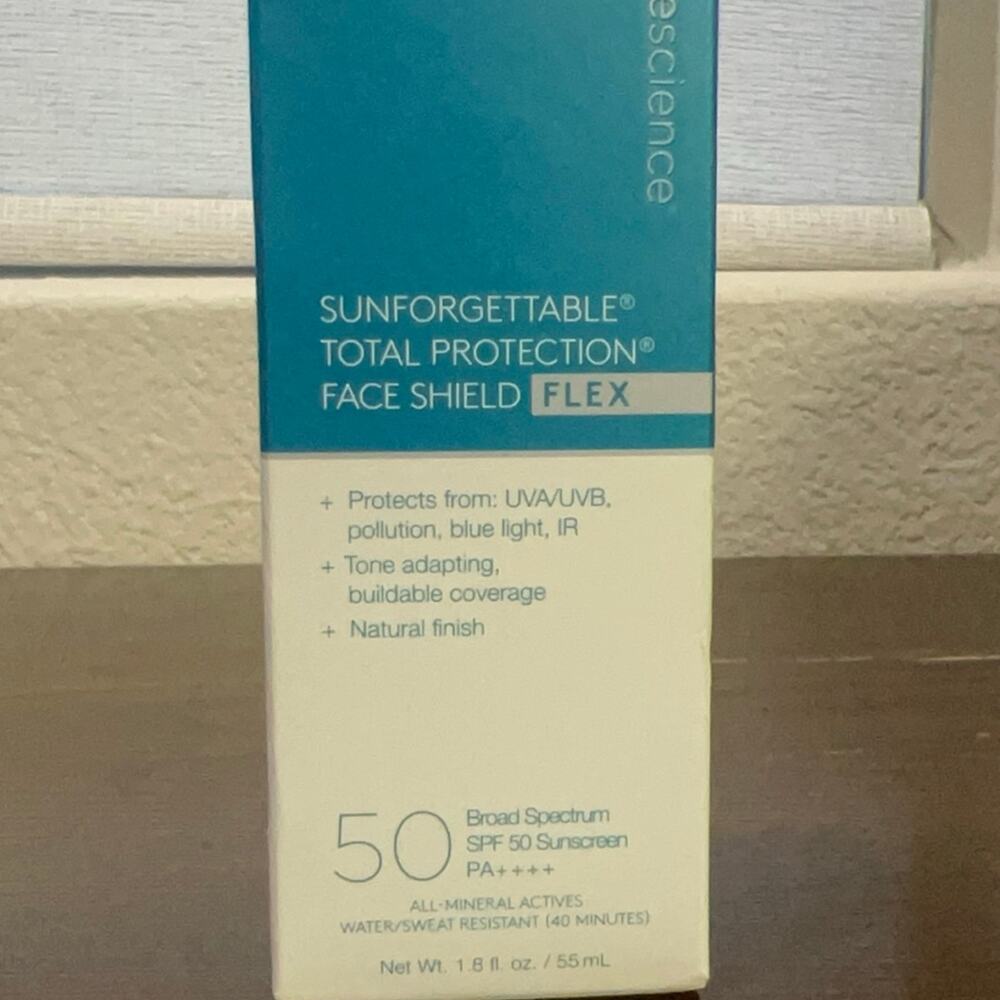 escience
SUNFORGETTABLE®
TOTAL PROTECTION®
FACE SHIELD FLEX
+ Protects from: UVA/UVB,
pollution, blue light, IR
+ Tone adapting,
buildable coverage
+ Natural finish
50
Broad Spectrum
SPF 50 Sunscreen
PA++++
ALL-MINERAL ACTIVES
WATER/SWEAT RESISTANT (40 MINUTES)
Net Wt. 1.8 fl. oz. / 55 mL